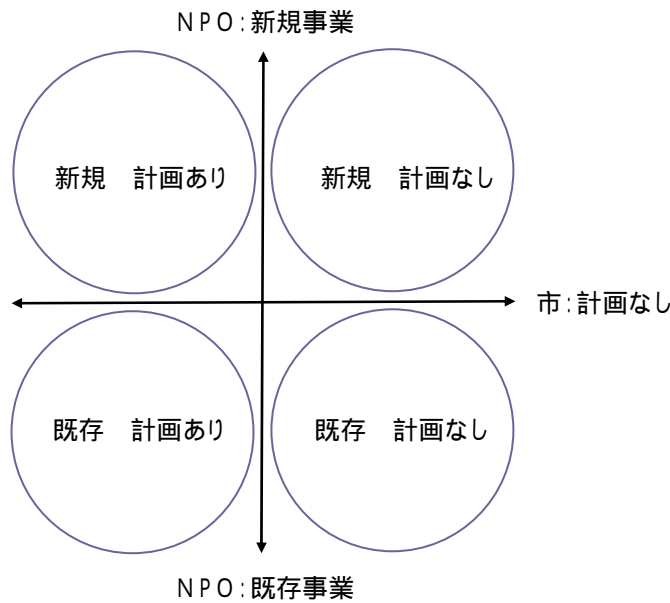 NPO:新規事業
新規　計画あり
新規　計画なし
市:計画なし
既存　計画あり
既存　計画なし
NPO:既存事業